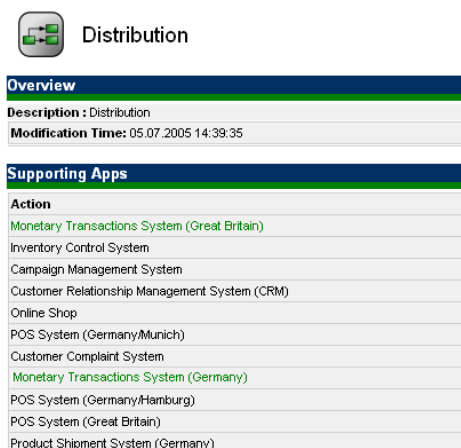 Distribution
Overview
Description : Distribution
Modification Time: 05.07.2005 14:39:35
Supporting Apps
Action
Monetary Transactions System (Great Britain)
Inventory Control System
Campaign Management System
Customer Relationship Management System (CRM)
Online Shop
POS System (Germany/Munich)
Customer Complaint System
Monetary Transactions System (Germany)
POS System (Germany/Hamburg)
POS System (Great Britain)
Product Shipment System (Germany)